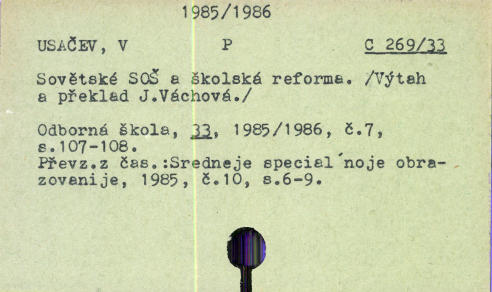 1985/1986
USAČEV, V P C 269/33
Sovětské SOŠ a školská reforma. /Výtah
a překlad J.Váchová./
Odborná škola, 33, 1985/1986, č.7,
s.107-108.
Převz.z čas.:Sredneje special´noje obra-
zovanije, 1985, č.10, s.6-9.